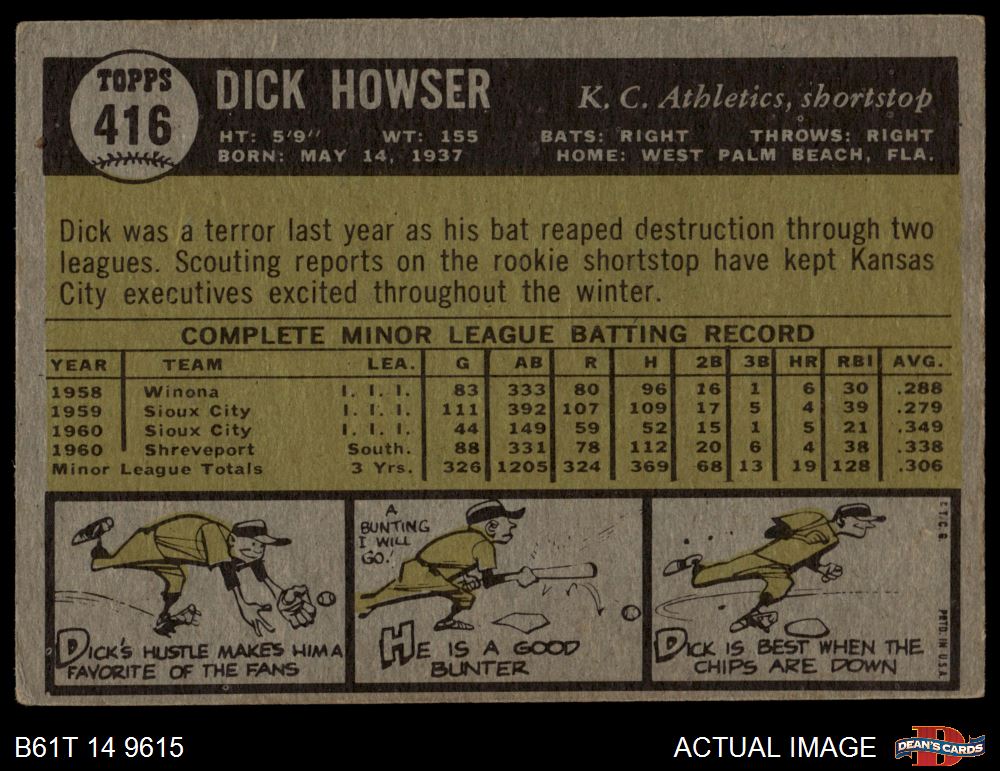 TOPPS
416
DICK HOWSER
K. C. Athletics, shortstop
HT: 5'9" WT: 155 BATS: RIGHT THROWS: RIGHT
BORN: MAY 14, 1937 HOME: WEST PALM BEACH, FLA.
Dick was a terror last year as his bat reaped destruction through two
leagues. Scouting reports on the rookie shortstop have kept Kansas
City executives excited throughout the winter.
COMPLETE MINOR LEAGUE BATTING RECORD
YEAR TEAM LEA. G AB R H 2B 3B HR RBI AVG.
1958 Winona I. I. I. 83 333 80 96 16 1 6 30 .288
1959 Sioux City I. I. I. 111 392 107 109 17 5 4 39 .279
1960 Sioux City I. I. I. 44 149 59 52 15 1 5 21 .349
1960 Shreveport South. 88 331 78 112 20 6 4 38 .338
Minor League Totals 3 Yrs. 326 1205 324 369 68 13 19 128 .306
DICK'S HUSTLE MAKES HIM A
FAVORITE OF THE FANS
A
BUNTING
I WILL
GO!
HE IS A GOOD
BUNTER
DICK IS BEST WHEN THE
CHIPS ARE DOWN
© T.C.G.
PRTD. IN U.S.A.
B61T 14 9615
ACTUAL IMAGE
DEAN'S CARDS